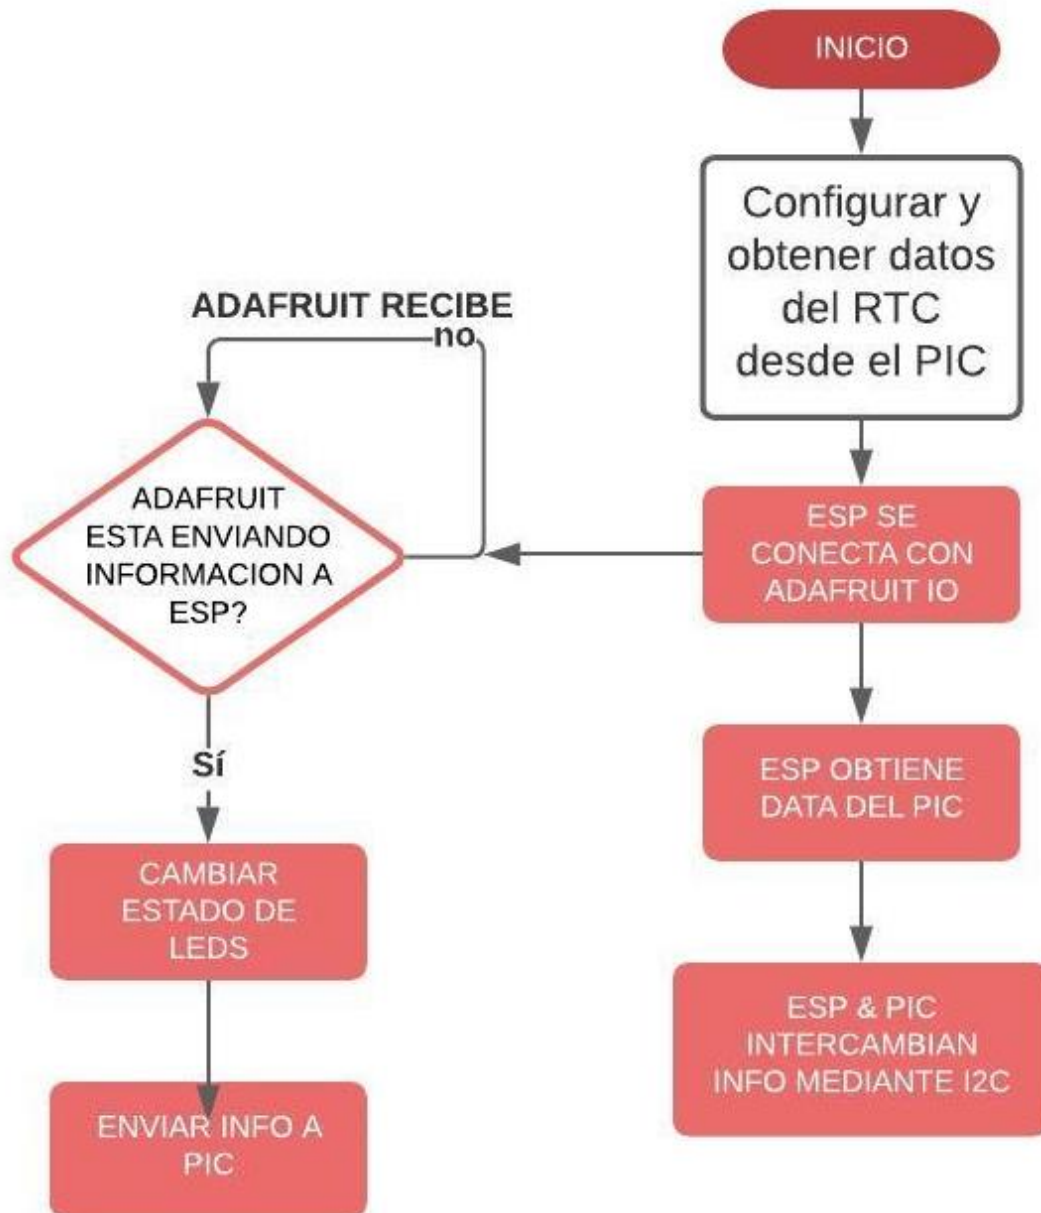 INICIO
Configurar y
obtener datos
del RTC
desde el PIC
ADAFRUIT RECIBE
no
ADAFRUIT
ESTA ENVIANDO
INFORMACION A
ESP?
ESP SE
CONECTA CON
ADAFRUIT IO
Sí
ESP OBTIENE
DATA DEL PIC
CAMBIAR
ESTADO DE
LEDS
ESP & PIC
INTERCAMBIAN
INFO MEDIANTE I2C
ENVIAR INFO A
PIC